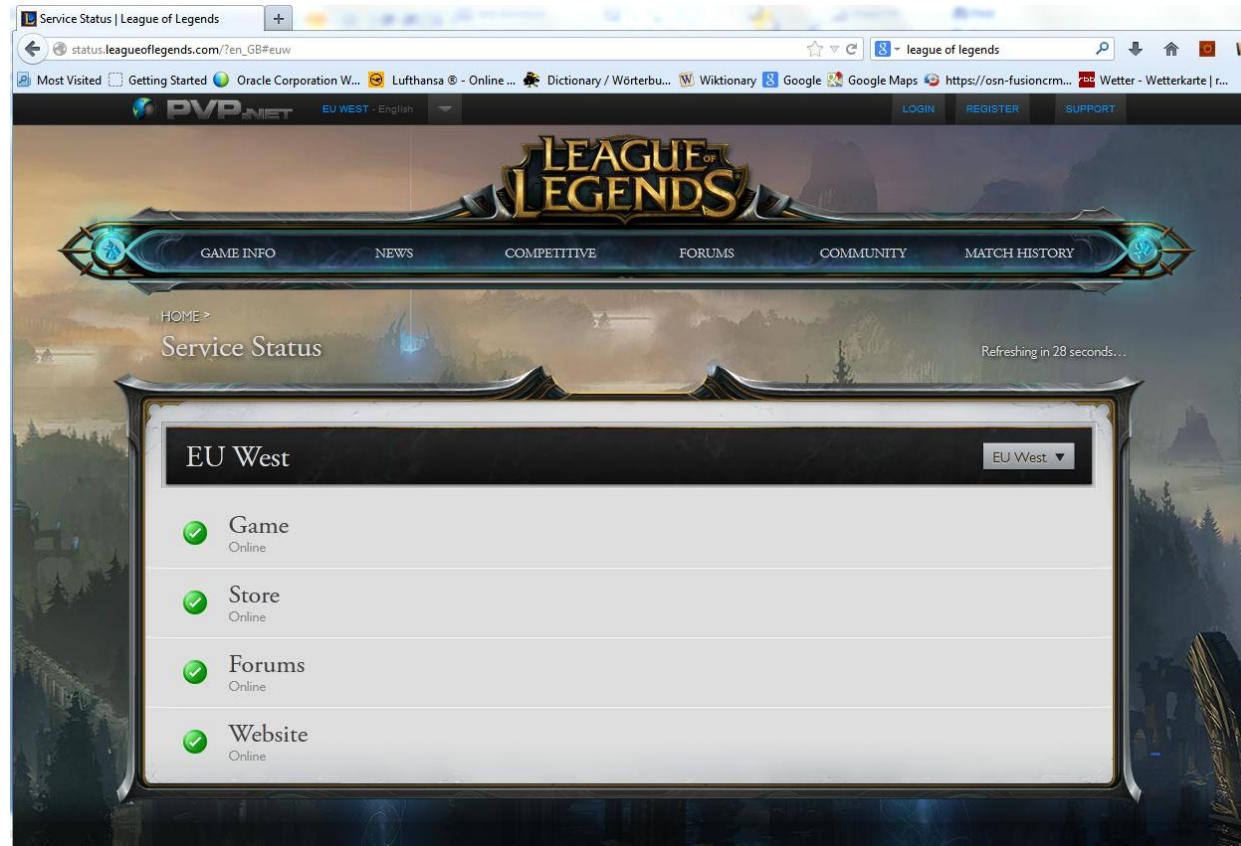 Service Status | League of Legends
status.leagueoflegends.com/?en_GB#euw
league of legends
Most Visited Getting Started Oracle Corporation W... Lufthansa ® - Online ... Dictionary / Wörterbu... Wiktionary Google Google Maps https://osn-fusioncrm... Wetter - Wetterkarte | r...
PVP.NET EU WEST - English LOGIN REGISTER SUPPORT
LEAGUE OF
LEGENDS
GAME INFO NEWS COMPETITIVE FORUMS COMMUNITY MATCH HISTORY
HOME >
Service Status
Refreshing in 28 seconds...
EU West EU West
Game
Online
Store
Online
Forums
Online
Website
Online